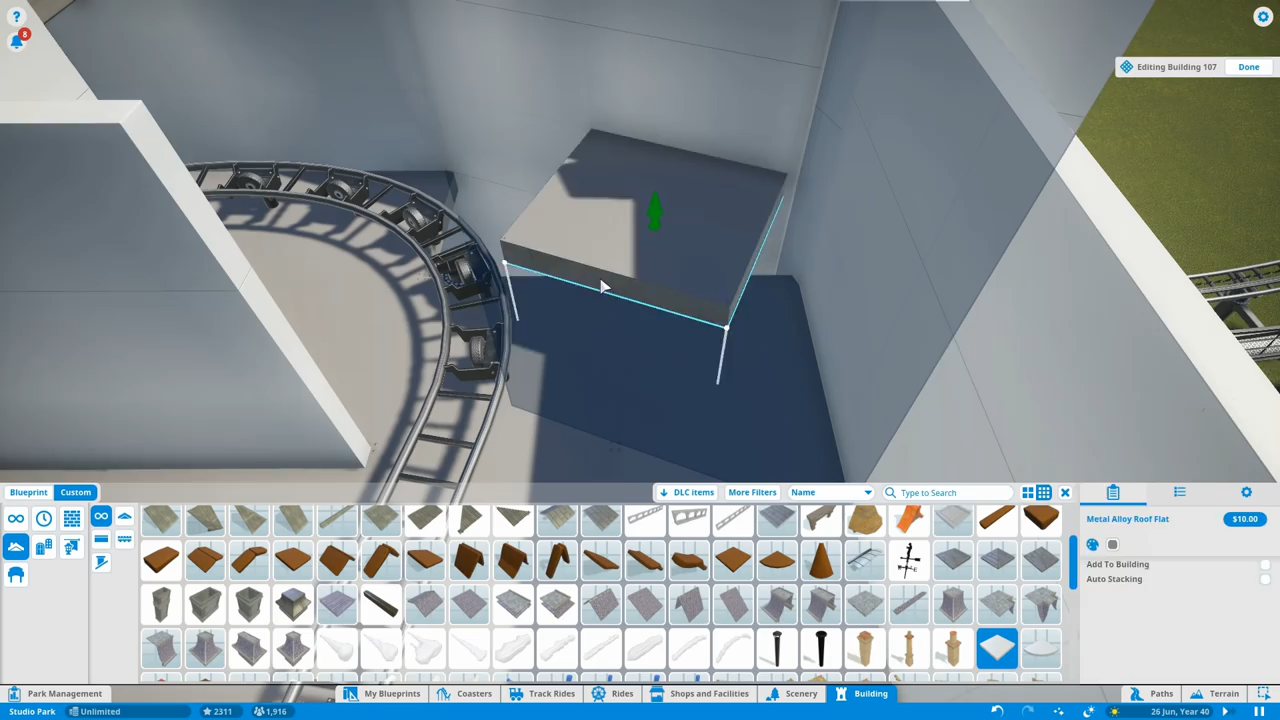 ?
8
Editing Building 107
Done
Blueprint
Custom
DLC items
More Filters
Name
Type to Search
Metal Alloy Roof Flat
$10.00
Add To Building
Auto Stacking
Park Management
My Blueprints
Coasters
Track Rides
Rides
Shops and Facilities
Scenery
Building
Paths
Terrain
Studio Park
Unlimited
2311
1,916
26 Jun, Year 40